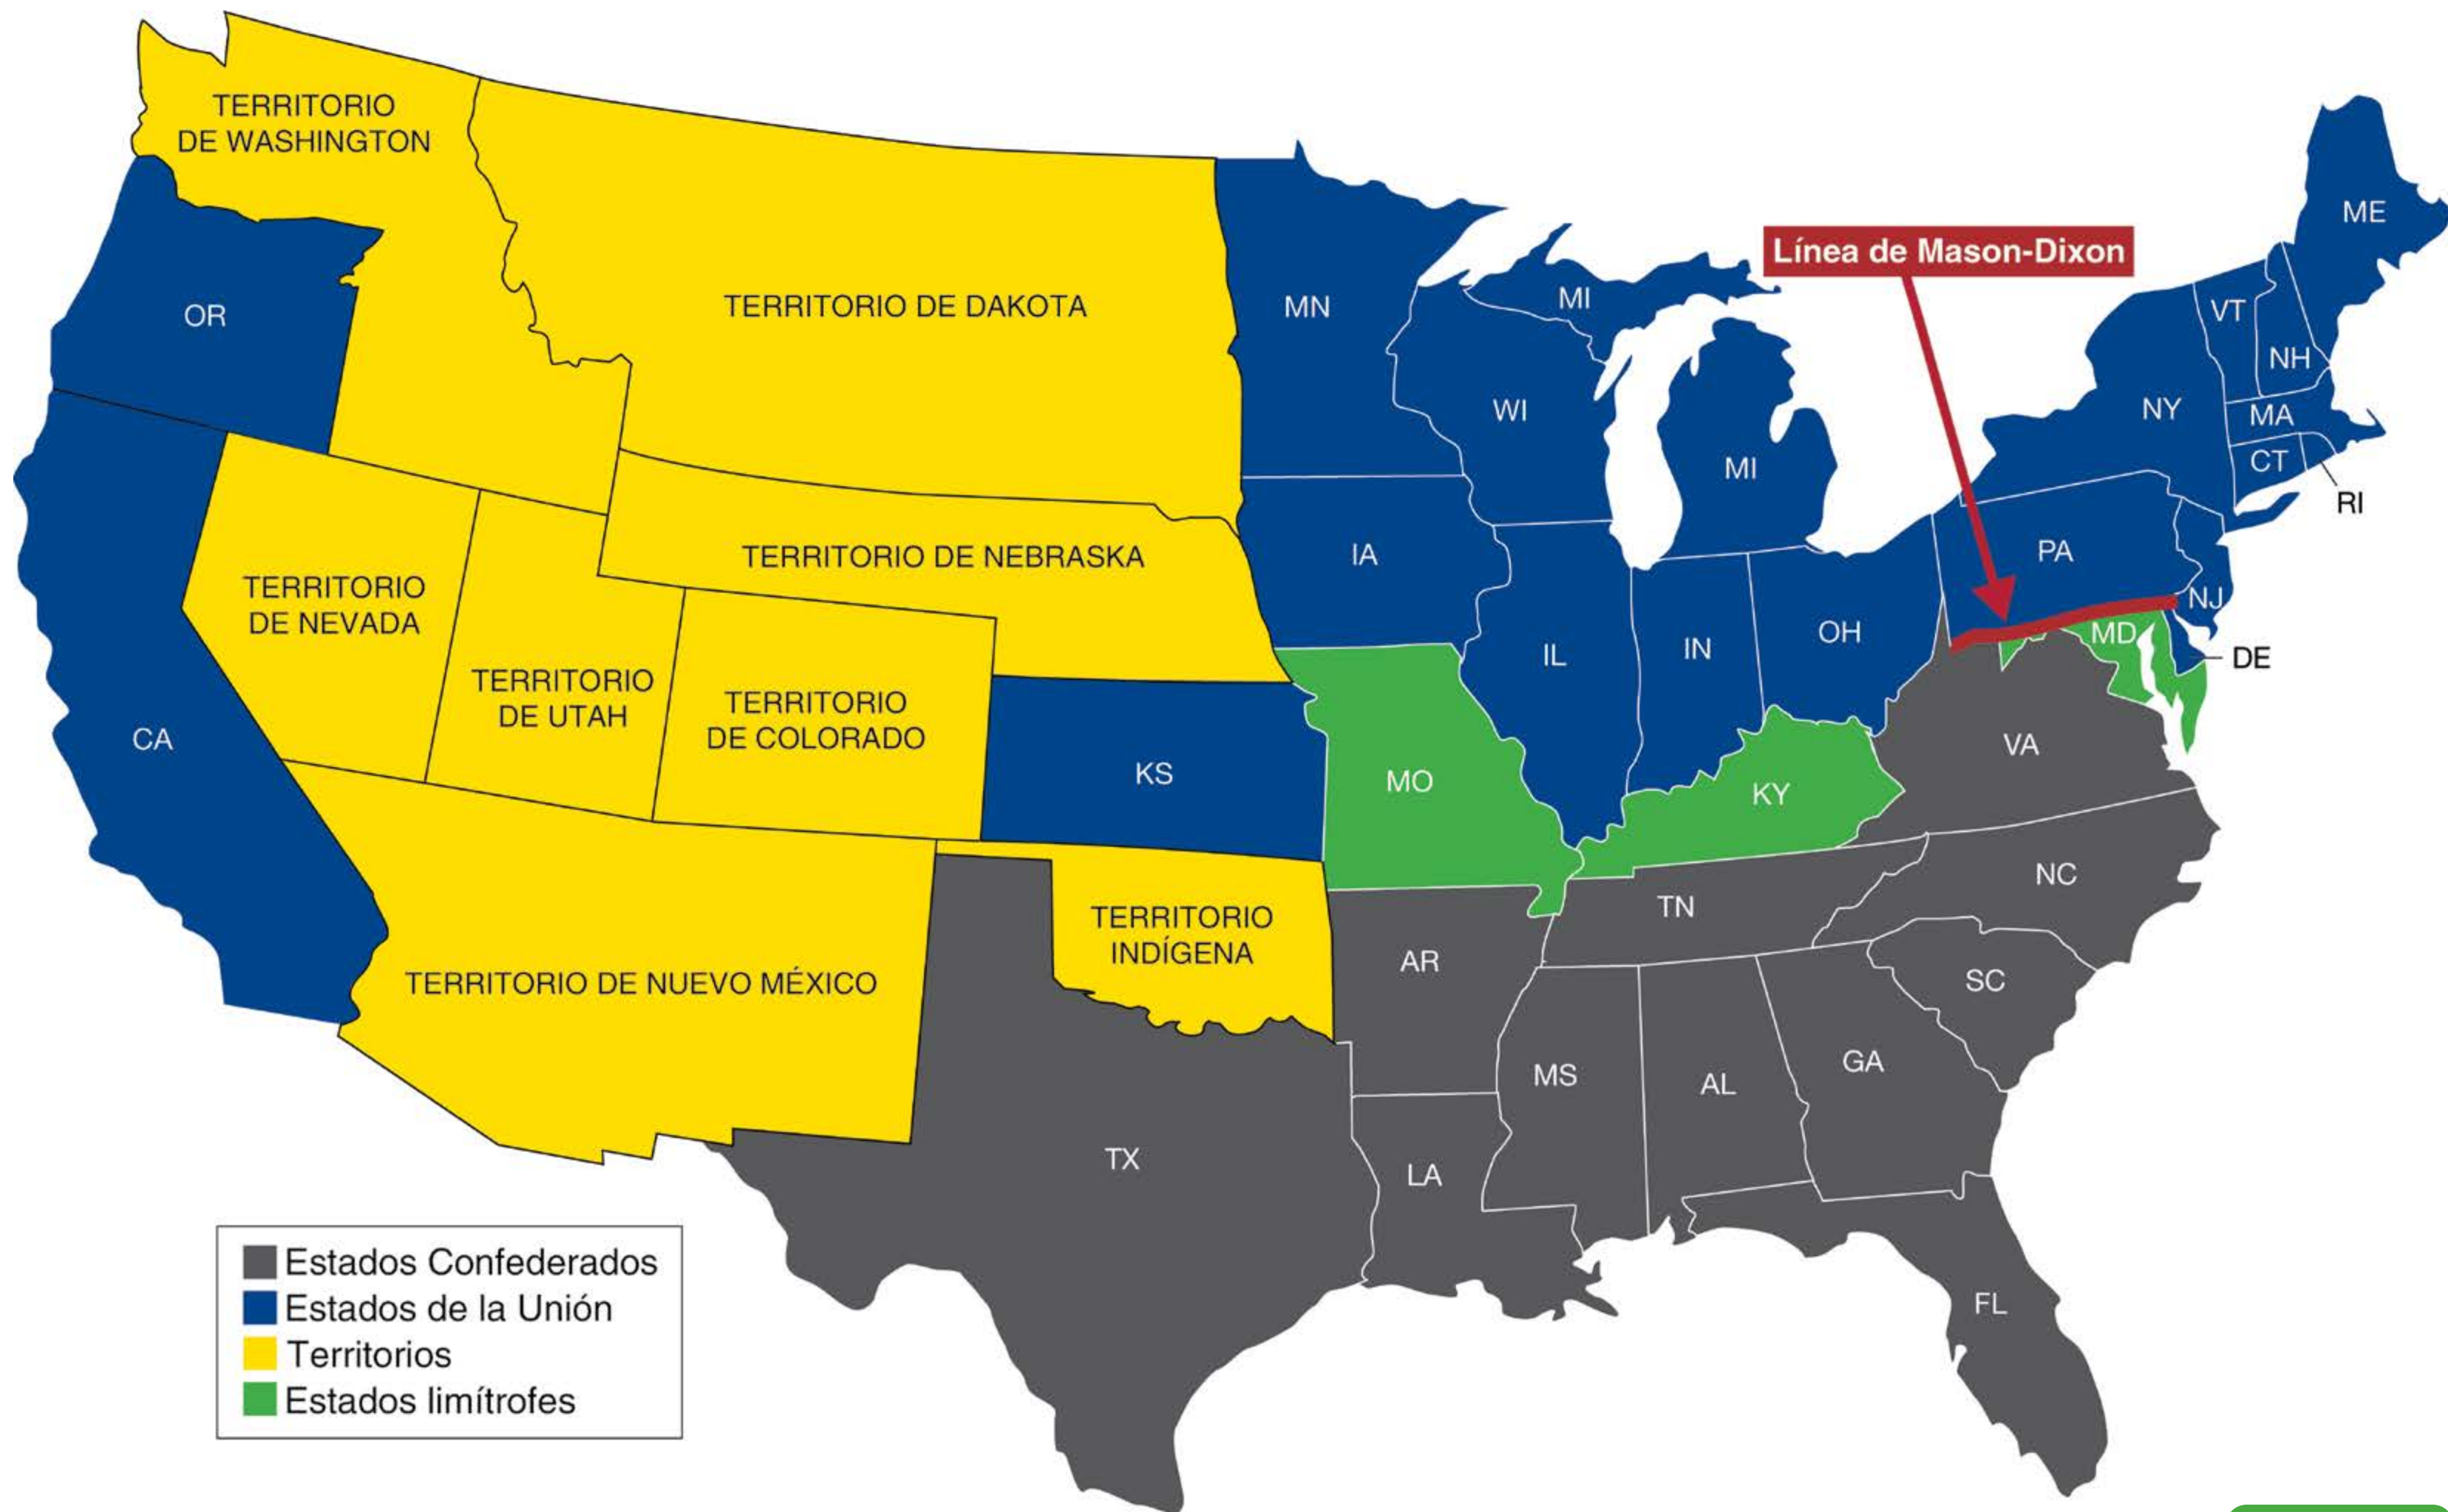 TERRITORIO
DE WASHINGTON
OR
TERRITORIO DE DAKOTA
MN
MI
Línea de Mason-Dixon
ME
VT
NH
WI
MI
NY
MA
CT
RI
TERRITORIO
DE NEVADA
TERRITORIO DE NEBRASKA
IA
PA
NJ
IL
IN
OH
MD
DE
TERRITORIO
DE UTAH
TERRITORIO
DE COLORADO
CA
KS
MO
KY
VA
TERRITORIO DE NUEVO MÉXICO
TERRITORIO
INDÍGENA
AR
TN
NC
SC
MS
AL
GA
TX
LA
FL
Estados Confederados
Estados de la Unión
Territorios
Estados limítrofes